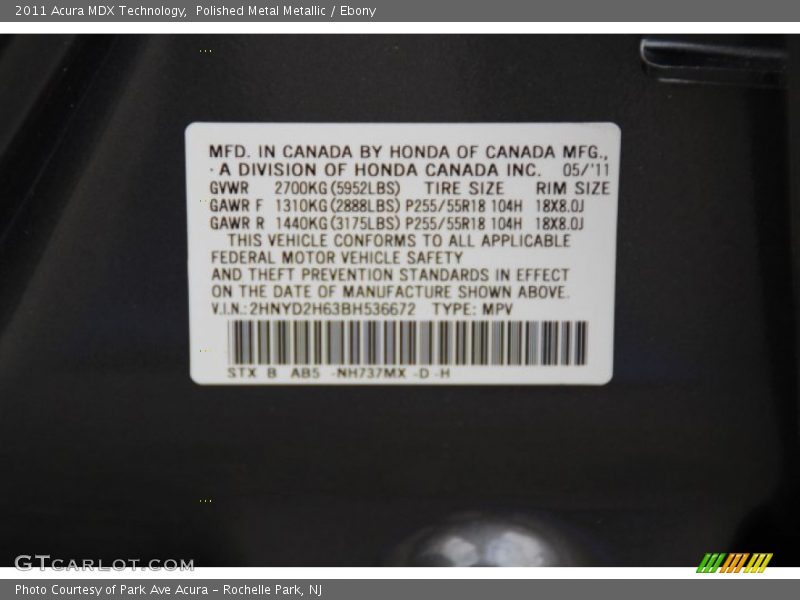 2011 Acura MDX Technology,  Polished Metal Metallic / Ebony
MFD. IN CANADA BY HONDA OF CANADA MFG.,
· A DIVISION OF HONDA CANADA INC. 05/'11
GVWR 2700KG(5952LBS) TIRE SIZE RIM SIZE
GAWR F 1310KG(2888LBS) P255/55R18 104H 18X8.0J
GAWR R 1440KG(3175LBS) P255/55R18 104H 18X8.0J
THIS VEHICLE CONFORMS TO ALL APPLICABLE
FEDERAL MOTOR VEHICLE SAFETY
AND THEFT PREVENTION STANDARDS IN EFFECT
ON THE DATE OF MANUFACTURE SHOWN ABOVE.
V.I.N.: 2HNYD2H63BH536672 TYPE: MPV
STX B AB5 -NH737MX -D -H
GTCARLOT.COM
Photo Courtesy of Park Ave Acura - Rochelle Park, NJ